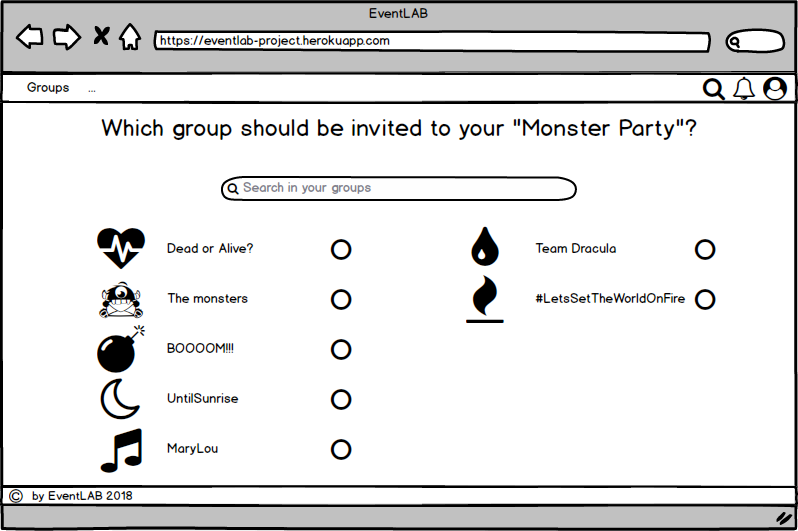 EventLAB
https://eventlab-project.herokuapp.com
Groups ...
Which group should be invited to your "Monster Party"?
Search in your groups
Dead or Alive?
The monsters
BOOOOM!!!
UntilSunrise
MaryLou
Team Dracula
#LetsSetTheWorldOnFire
© by EventLAB 2018